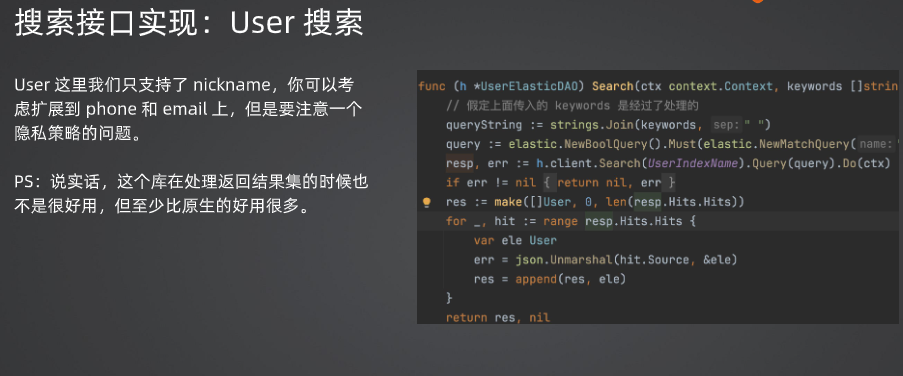 搜索接口实现：User 搜索
User 这里我们只支持了 nickname，你可以考
虑扩展到 phone 和 email 上，但是要注意一个
隐私策略的问题。
PS：说实话，这个库在处理返回结果集的时候也
不是很好用，但至少比原生的好用很多。
func (h *UserElasticDAO) Search(ctx context.Context, keywords []strin
// 假定上面传入的 keywords 是经过了处理的
queryString := strings.Join(keywords, sep: " ")
query := elastic.NewBoolQuery().Must(elastic.NewMatchQuery( name: "
resp, err := h.client.Search(UserIndexName).Query(query).Do(ctx)
if err != nil { return nil, err }
res := make([]User, 0, len(resp.Hits.Hits))
for _, hit := range resp.Hits.Hits {
var ele User
err = json.Unmarshal(hit.Source, &ele)
res = append(res, ele)
}
return res, nil